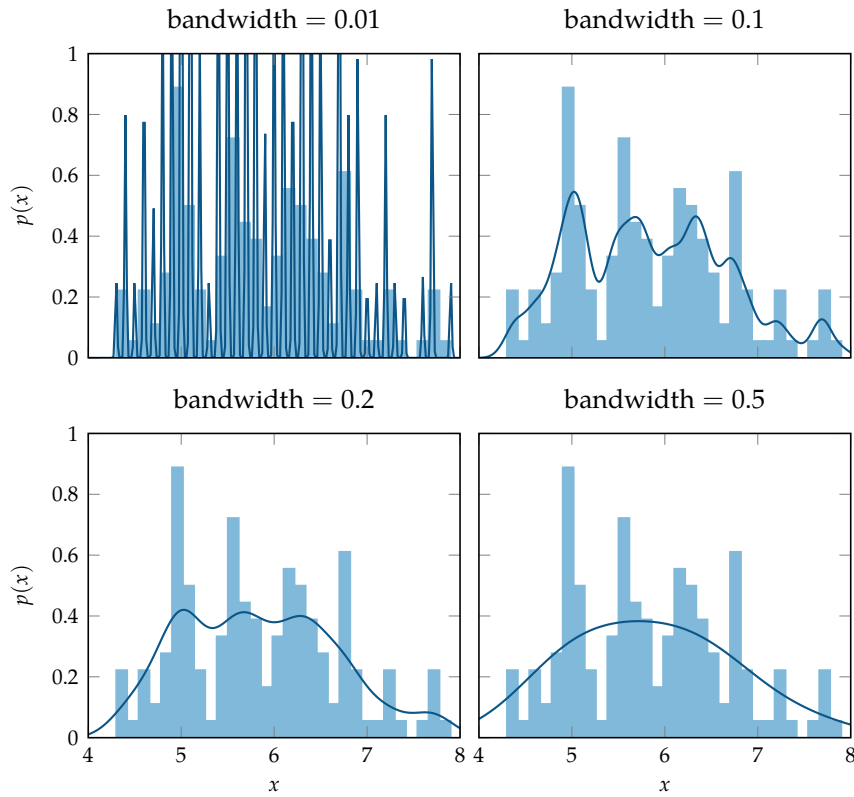 bandwidth = 0.01
bandwidth = 0.1
1
0.8
0.6
0.4
0.2
0
p(x)
bandwidth = 0.2
bandwidth = 0.5
1
0.8
0.6
0.4
0.2
0
p(x)
4 5 6 7 8
x
4 5 6 7 8
x